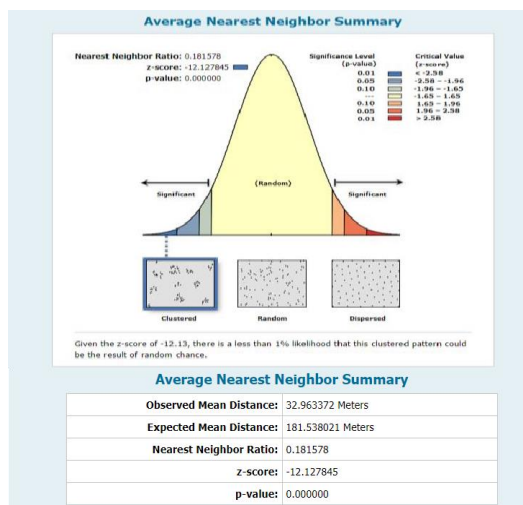 Average Nearest Neighbor Summary
Nearest Neighbor Ratio: 0.181578
z-score: -12.127845
p-value: 0.000000
Significance Level
(p-value)
0.01
0.05
0.10
---
0.10
0.05
0.01
Critical Value
(z-score)
< -2.58
-2.58 - -1.96
-1.96 - -1.65
-1.65 - 1.65
1.65 - 1.96
1.96 - 2.58
> 2.58
(Random)
Significant
Significant
Clustered
Random
Dispersed
Given the z-score of -12.13, there is a less than 1% likelihood that this clustered pattern could
be the result of random chance.
Average Nearest Neighbor Summary
Observed Mean Distance: 32.963372 Meters
Expected Mean Distance: 181.538021 Meters
Nearest Neighbor Ratio: 0.181578
z-score: -12.127845
p-value: 0.000000